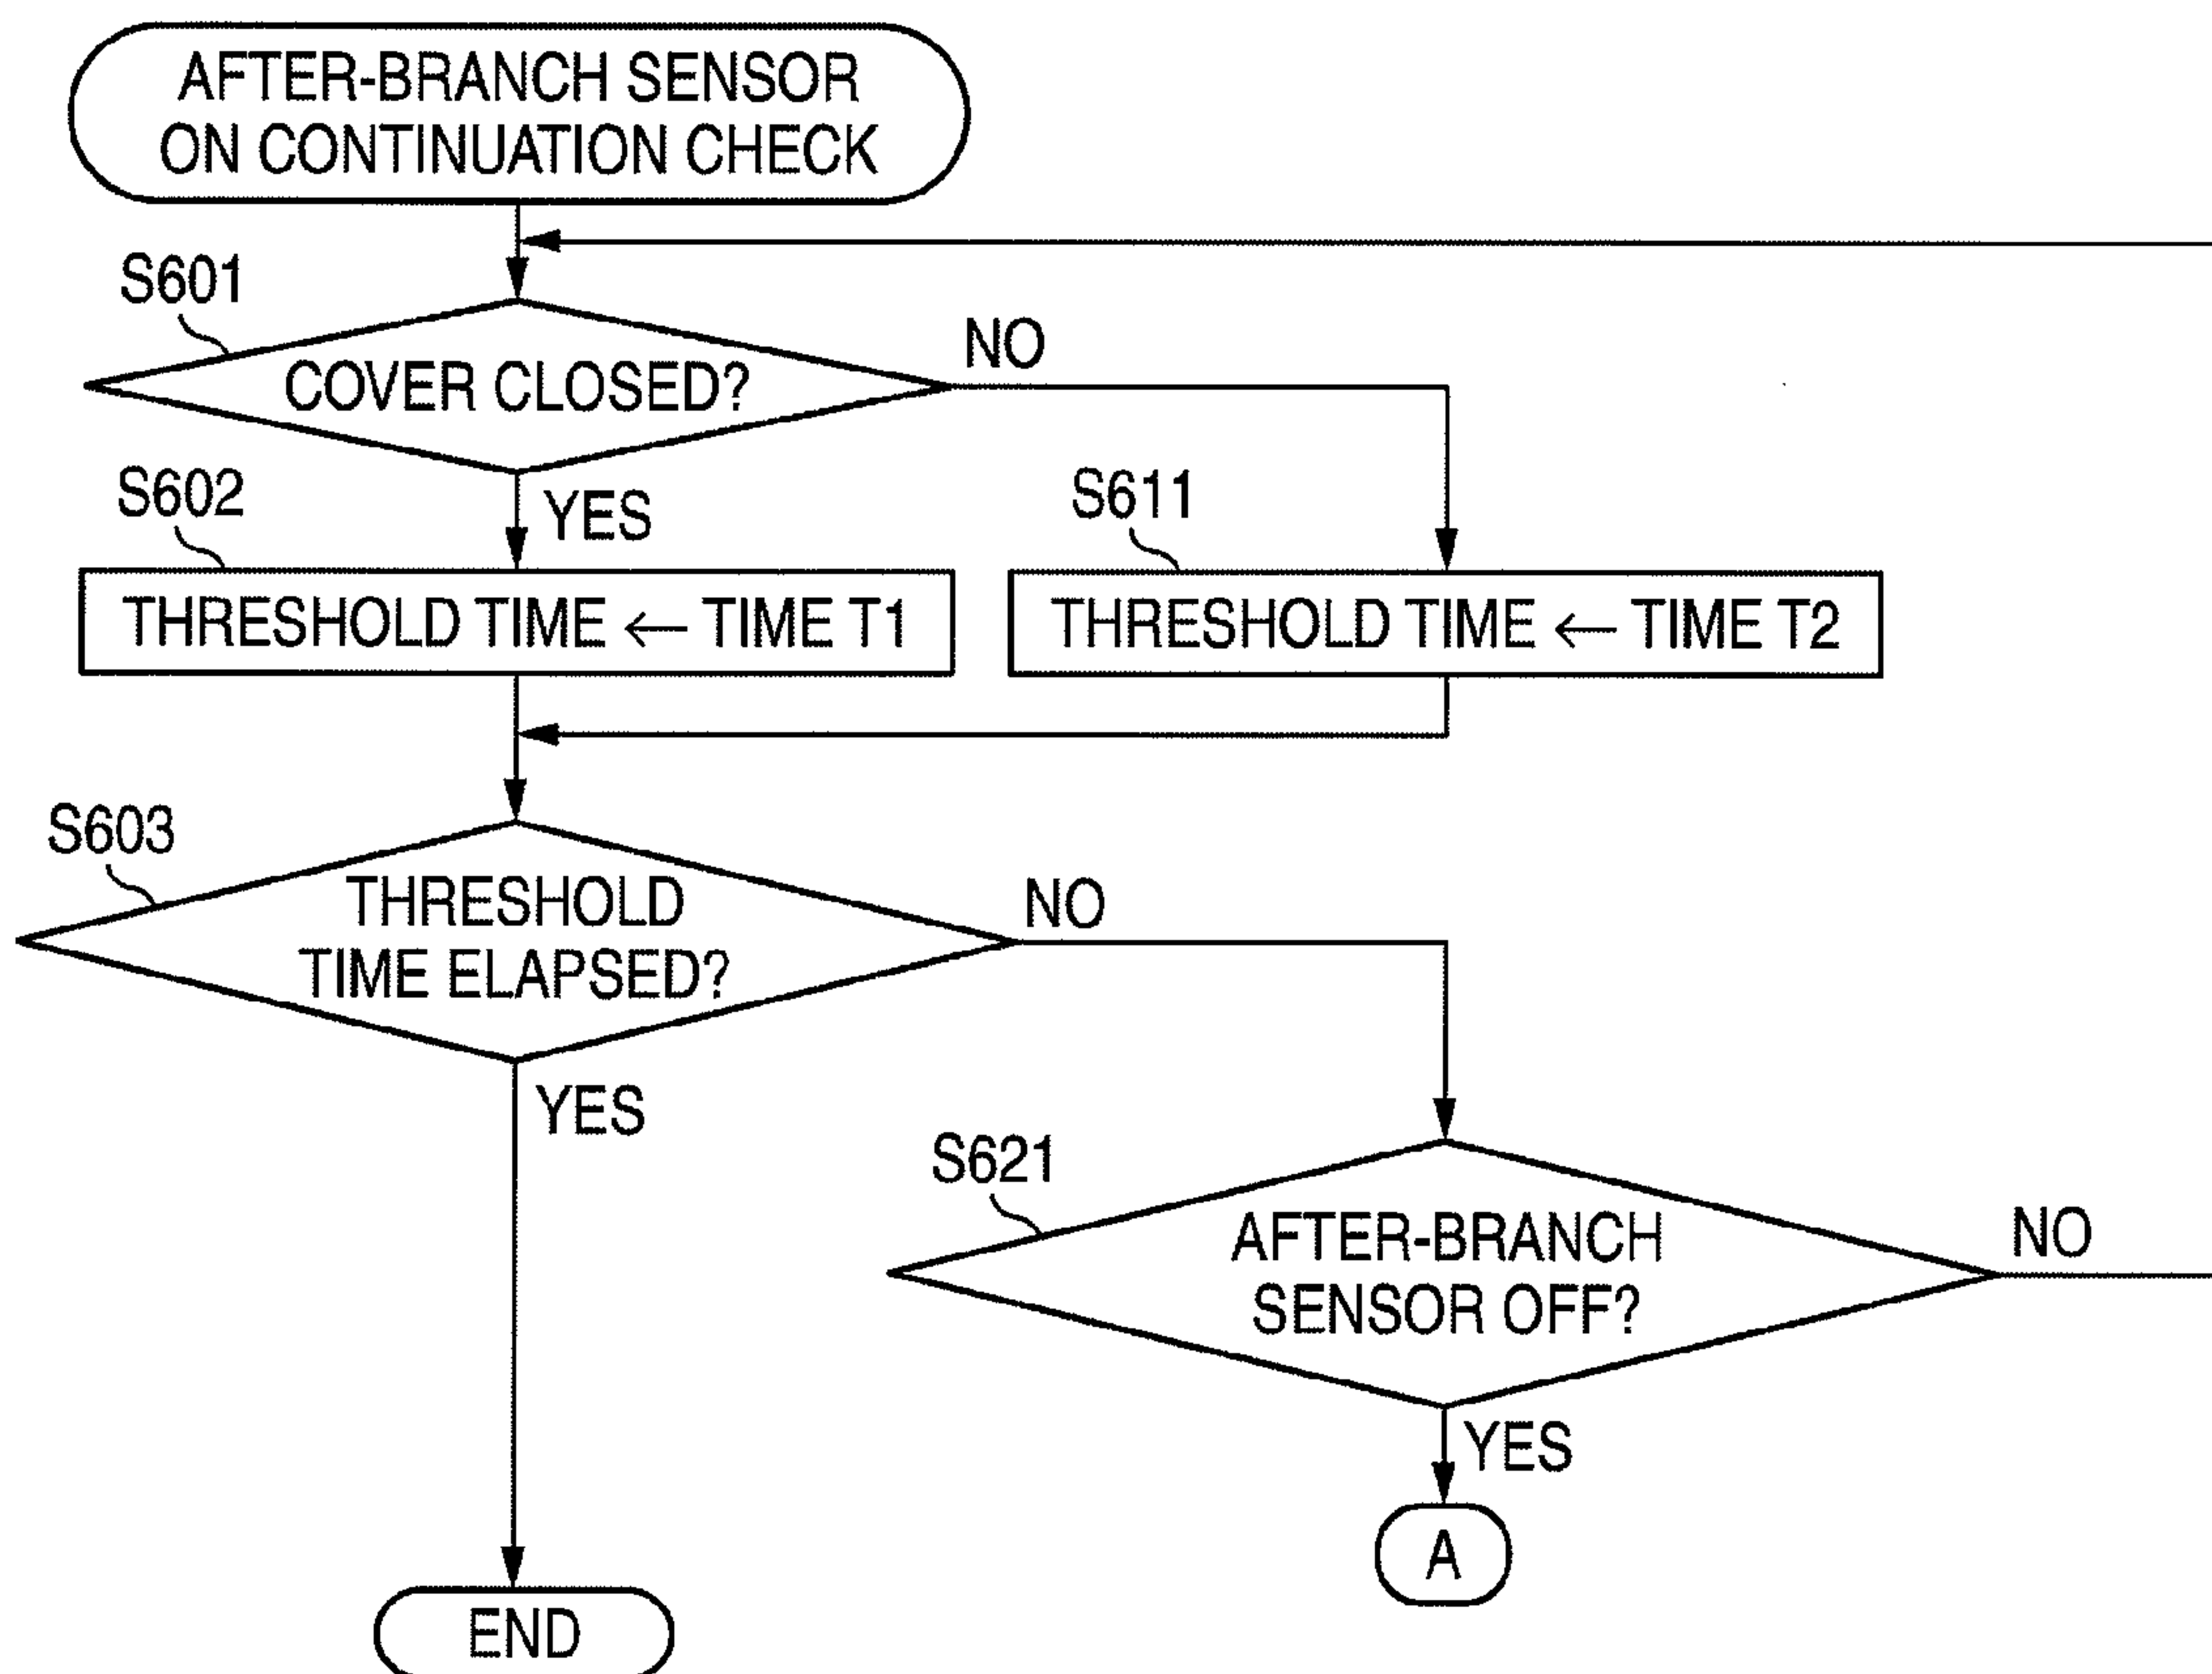 AFTER-BRANCH SENSOR
ON CONTINUATION CHECK
S601
COVER CLOSED?
NO
YES
S602
THRESHOLD TIME ← TIME T1
S611
THRESHOLD TIME ← TIME T2
S603
THRESHOLD
TIME ELAPSED?
NO
YES
S621
AFTER-BRANCH
SENSOR OFF?
NO
YES
A
END